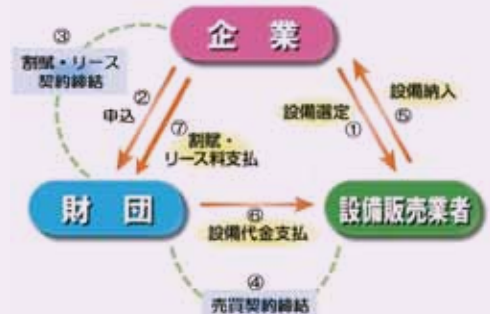 企業
③
割賦・リース
契約締結
②
申込
⑦
割賦・
リース料支払
設備選定
①
設備納入
⑤
財団
⑥
設備代金支払
設備販売業者
④
売買契約締結